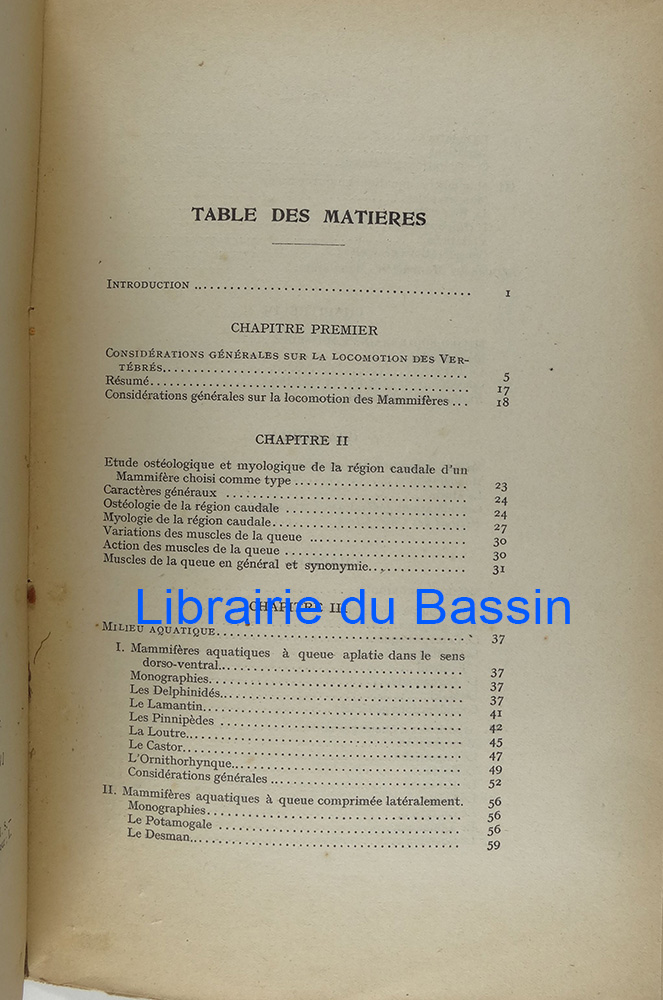 TABLE DES MATIERES
INTRODUCTION ........................................ 1
CHAPITRE PREMIER
CONSIDÉRATIONS GÉNÉRALES SUR LA LOCOMOTION DES VER-
TÉBRÉS............................................ 5
Résumé................................................ 17
Considérations générales sur la locomotion des Mammifères ... 18
CHAPITRE II
Etude ostéologique et myologique de la région caudale d'un
Mammifère choisi comme type .......................... 23
Caractères généraux .................................... 24
Ostéologie de la région caudale ........................... 24
Myologie de la région caudale............................. 27
Variations des muscles de la queue ........................ 30
Action des muscles de la queue ........................... 30
Muscles de la queue en général et synonymie............... 31
CHAPITRE III
Librairie du Bassin
MILIEU AQUATIQUE...................................... 37
I. Mammifères aquatiques à queue aplatie dans le sens
dorso-ventral..................................... 37
Monographies...................................... 37
Les Delphinidés.................................... 37
Le Lamantin....................................... 41
Les Pinnipèdes .................................... 42
La Loutre......................................... 45
Le Castor.......................................... 47
L'Ornithorhynque.................................. 49
Considérations générales ............................. 52
II. Mammifères aquatiques à queue comprimée latéralement. 56
Monographies...................................... 56
Le Potamogale .................................... 56
Le Desman........................................ 59